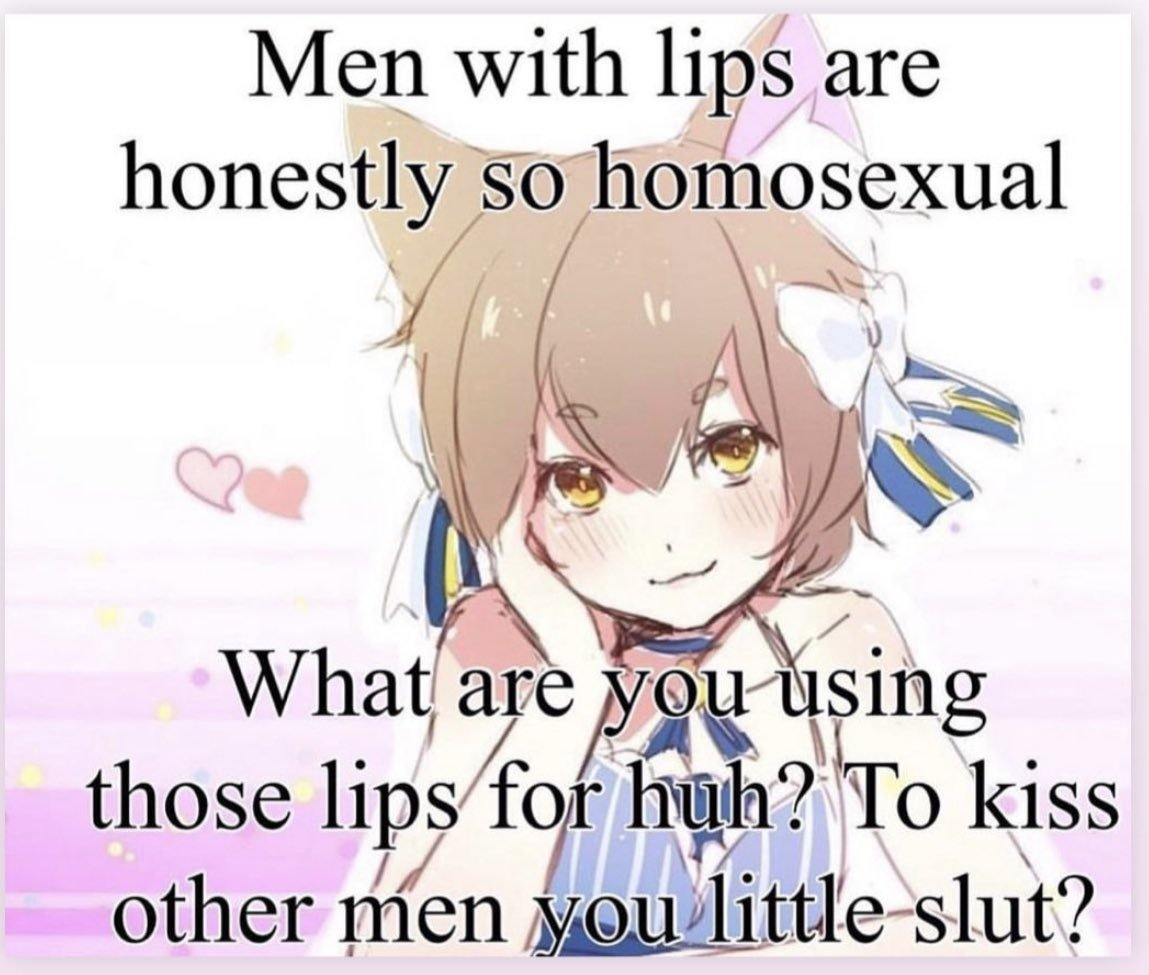 Men with lips are
honestly so homosexual
What are you using
those lips for huh? To kiss
other men you little slut?